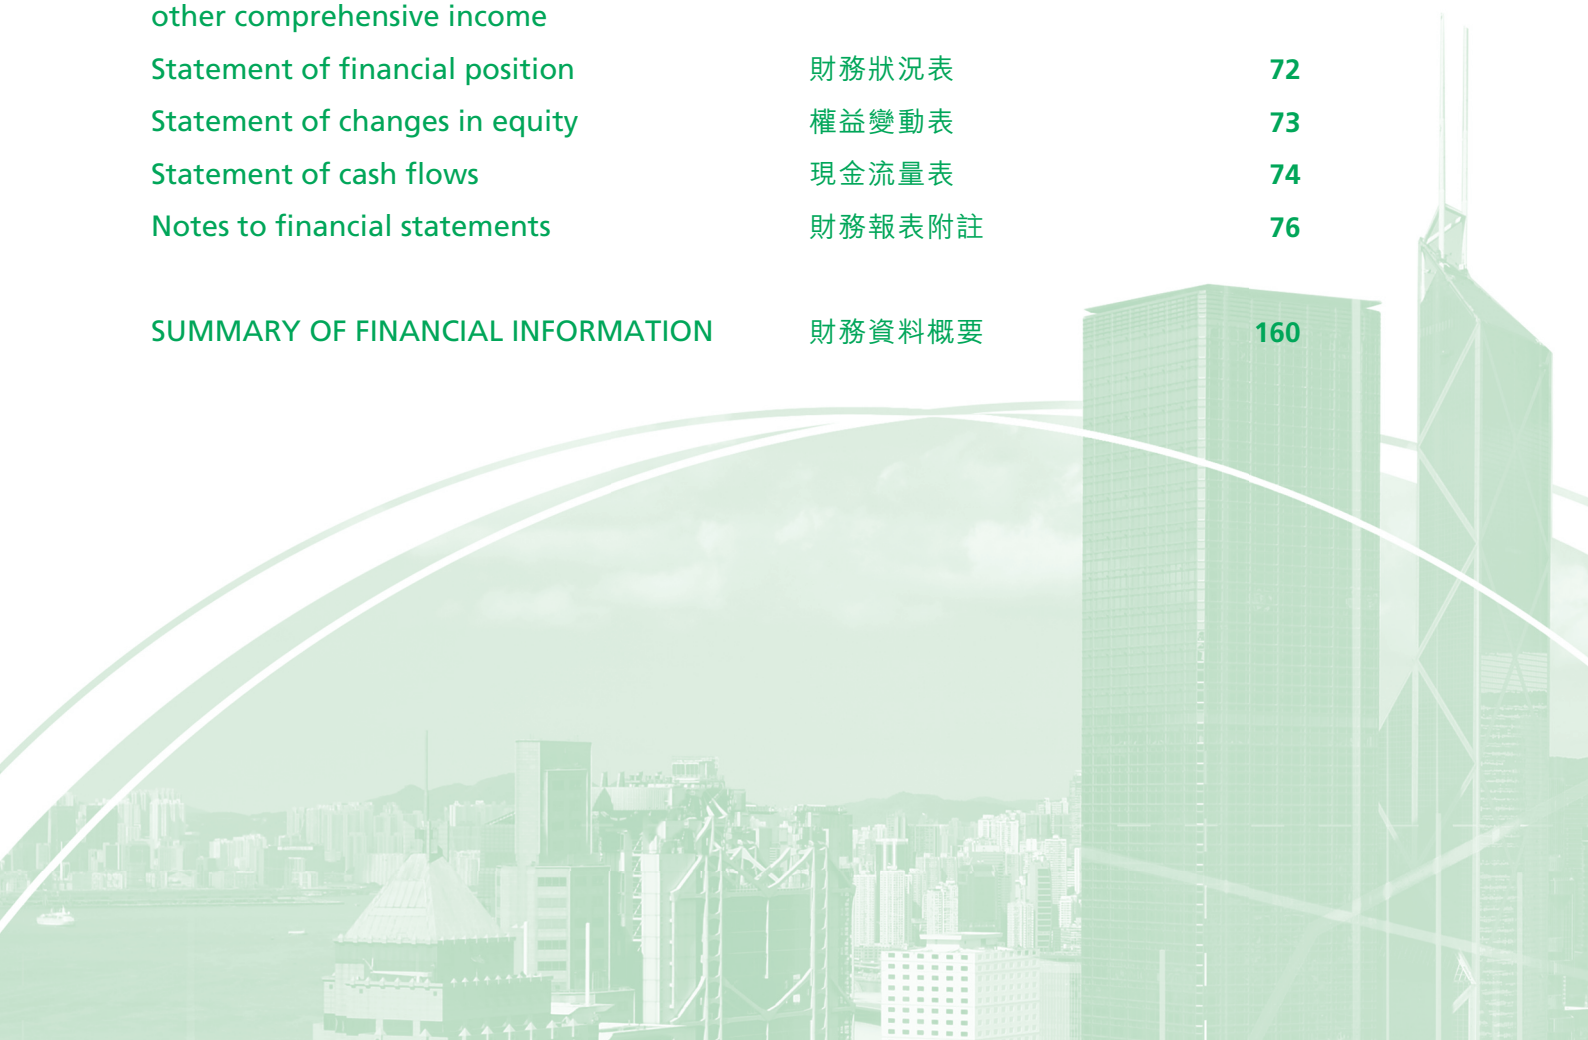 other comprehensive income
Statement of financial position 財務狀況表 72
Statement of changes in equity 權益變動表 73
Statement of cash flows 現金流量表 74
Notes to financial statements 財務報表附註 76
SUMMARY OF FINANCIAL INFORMATION 財務資料概要 160